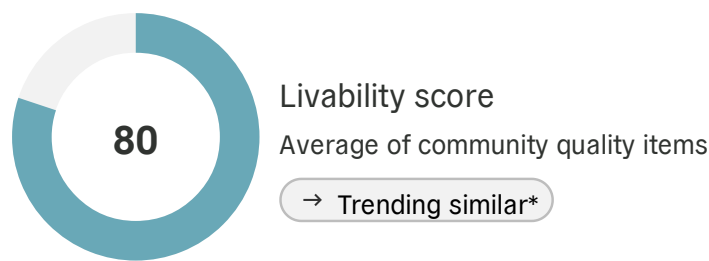 80
Livability score
Average of community quality items
→ Trending similar*